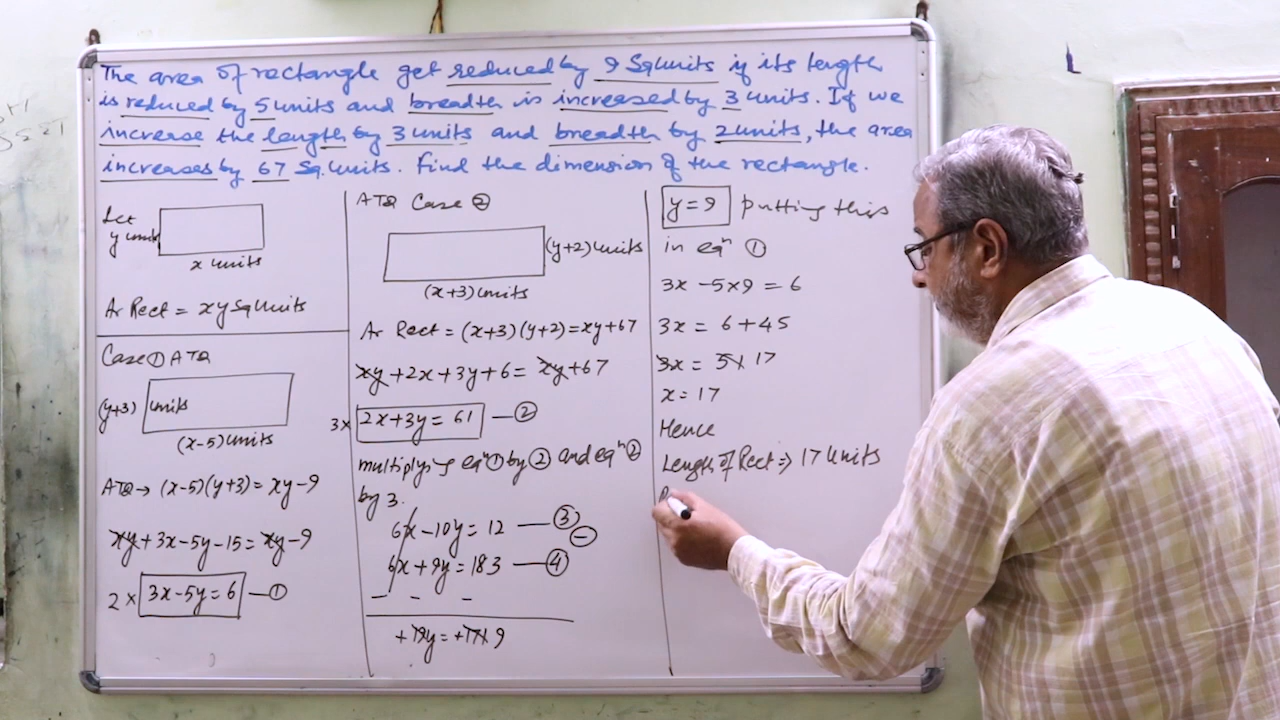 The area of rectangle get reduced by 9 Sq units if its length
is reduced by 5 units and breadth is increased by 3 units. If we
increase the length by 3 units and breadth by 2 units, the area
increases by 67 Sq. units. Find the dimension of the rectangle.
Let
y units
x units
Ar Rect = xy Sq units
Case ① ATQ
(y+3) units
(x-5) units
ATQ → (x-5)(y+3) = xy-9
xy+3x-5y-15 = xy-9
2 × 3x-5y=6 — ①
ATQ Case ②
(y+2) units
(x+3) units
Ar Rect = (x+3)(y+2) = xy+67
xy+2x+3y+6 = xy+67
3× 2x+3y = 61 — ②
multiplying eqⁿ ① by ② and eqⁿ ②
by 3.
6x-10y = 12 — ③
6x+9y = 183 — ④ −
− − −
y = 9 putting this
in eqⁿ ①
3x -5×9 = 6
3x = 6+45
x = 17
Hence
Length of Rect ⇒ 17 Units